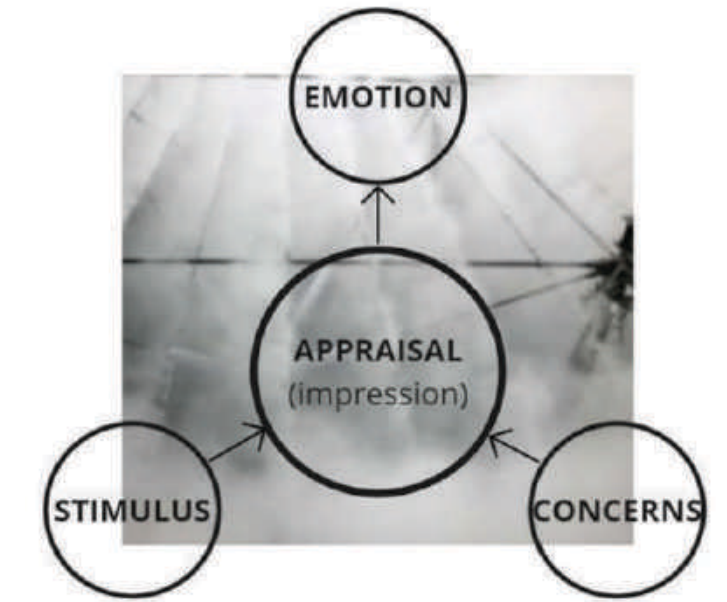 EMOTION
APPRAISAL
(impression)
STIMULUS
CONCERNS